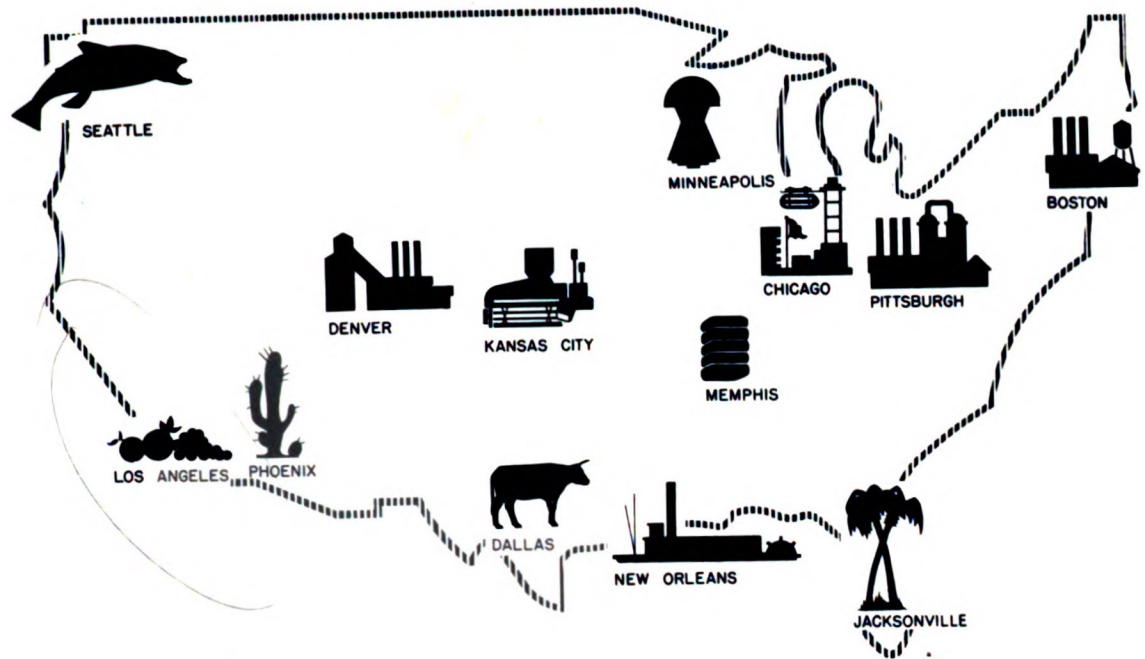 SEATTLE
MINNEAPOLIS
BOSTON
CHICAGO
PITTSBURGH
DENVER
KANSAS CITY
MEMPHIS
LOS ANGELES
PHOENIX
DALLAS
NEW ORLEANS
JACKSONVILLE